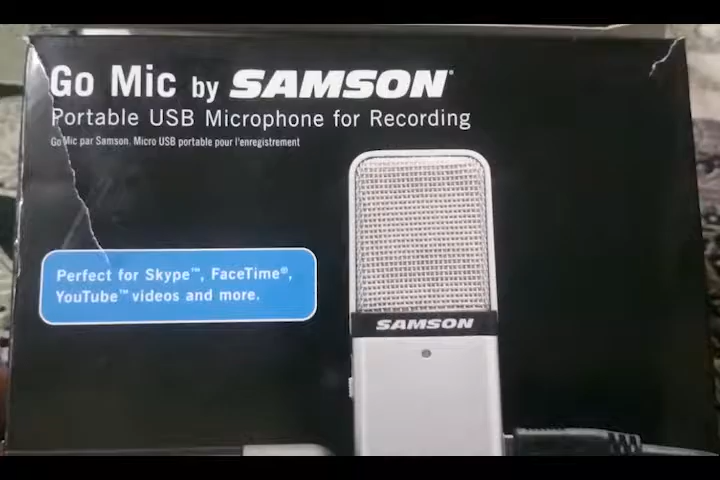 Go Mic by SAMSON®
Portable USB Microphone for Recording
Go Mic par Samson. Micro USB portable pour l'enregistrement
Perfect for Skype™, FaceTime®,
YouTube™ videos and more.
SAMSON